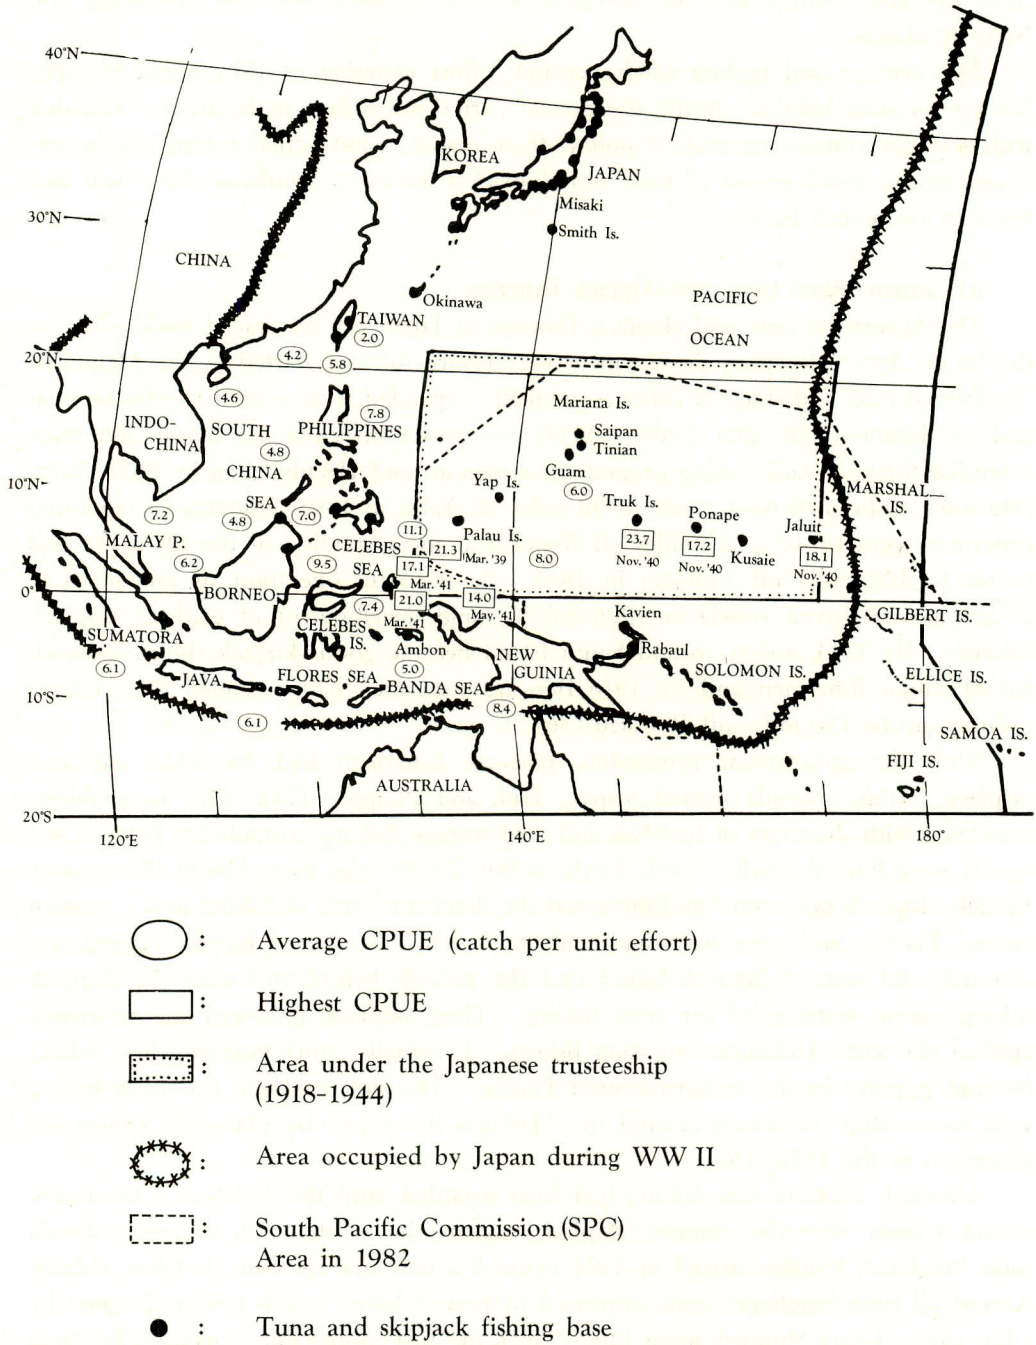 40°N
KOREA
JAPAN
Misaki
30°N
Smith Is.
CHINA
PACIFIC
OCEAN
Okinawa
TAIWAN
2.0
20°N
4.2
5.8
4.6
Mariana Is.
INDO-
CHINA
SOUTH
CHINA
SEA
PHILIPPINES
7.8
4.8
Saipan
Tinian
Guam
6.0
10°N
Yap Is.
MARSHAL
IS.
7.2
4.8
7.0
11.1
Truk Is.
Ponape
Jaluit
MALAY P.
CELEBES
SEA
Palau Is.
21.3
Mar. '39
8.0
23.7
Nov. '40
17.2
Nov. '40
Kusaie
18.1
Nov. '40
6.2
9.5
17.1
Mar. '41
0°
BORNEO
7.4
21.0
Mar. '41
14.0
May. '41
Kavien
GILBERT IS.
SUMATORA
CELEBES
IS.
Ambon
5.0
NEW
GUINIA
Rabaul
6.1
JAVA
FLORES SEA
BANDA SEA
SOLOMON IS.
ELLICE IS.
10°S
6.1
8.4
SAMOA IS.
FIJI IS.
AUSTRALIA
20°S
120°E
140°E
180°
: Average CPUE (catch per unit effort)
: Highest CPUE
: Area under the Japanese trusteeship
(1918-1944)
: Area occupied by Japan during WW II
: South Pacific Commission (SPC)
Area in 1982
: Tuna and skipjack fishing base